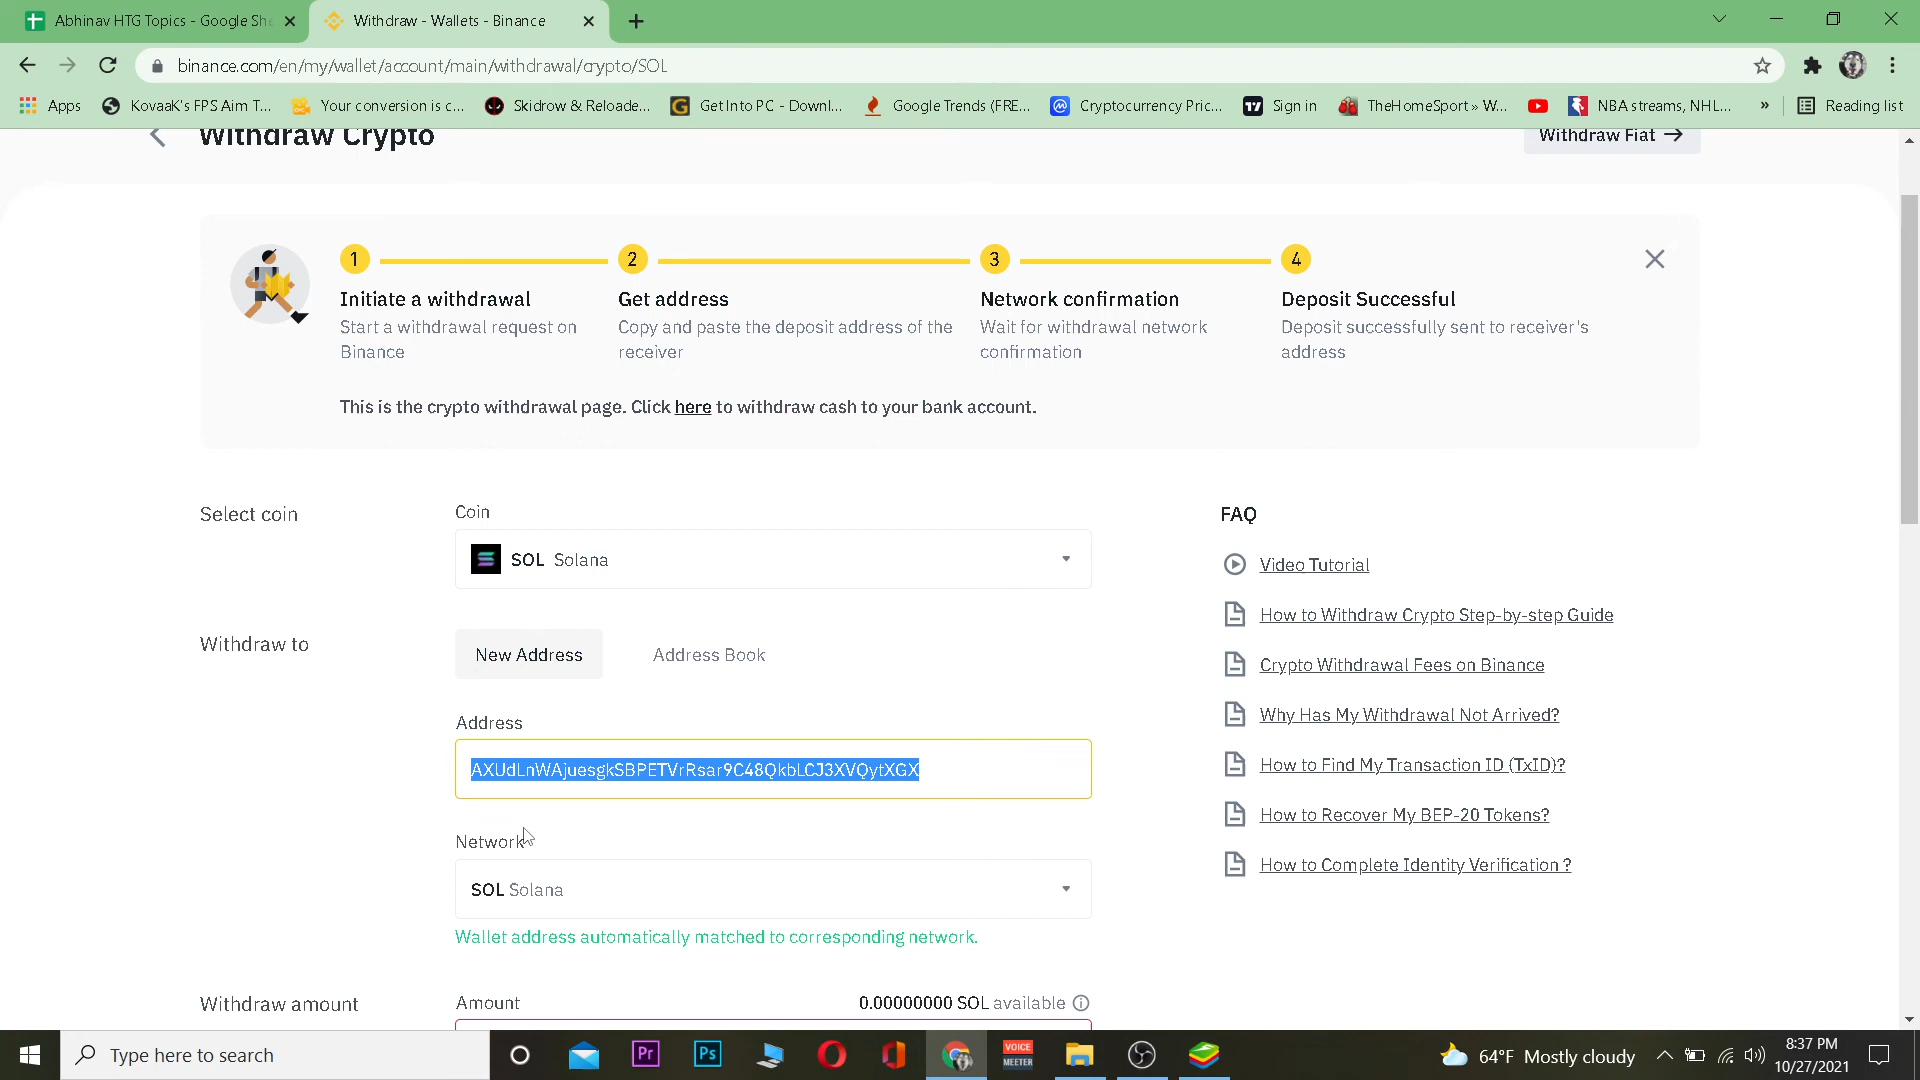 Abhinav HTG Topics - Google She
Withdraw - Wallets - Binance
binance.com/en/my/wallet/account/main/withdrawal/crypto/SOL
Apps
KovaaK's FPS Aim T...
Your conversion is c...
Skidrow & Reloade...
Get Into PC - Downl...
Google Trends (FRE...
Cryptocurrency Pric...
Sign in
TheHomeSport » W...
NBA streams, NHL...
»
Reading list
Withdraw Crypto
Withdraw Fiat →
1
2
3
4
Initiate a withdrawal
Start a withdrawal request on
Binance
Get address
Copy and paste the deposit address of the
receiver
Network confirmation
Wait for withdrawal network
confirmation
Deposit Successful
Deposit successfully sent to receiver's
address
This is the crypto withdrawal page. Click here to withdraw cash to your bank account.
Select coin
Coin
SOL Solana
Withdraw to
New Address
Address Book
Address
AXUdLnWAjuesgkSBPETVrRsar9C48QkbLCJ3XVQytXGX
Network
SOL Solana
Wallet address automatically matched to corresponding network.
Withdraw amount
Amount
0.00000000 SOL available
FAQ
Video Tutorial
How to Withdraw Crypto Step-by-step Guide
Crypto Withdrawal Fees on Binance
Why Has My Withdrawal Not Arrived?
How to Find My Transaction ID (TxID)?
How to Recover My BEP-20 Tokens?
How to Complete Identity Verification ?
Type here to search
Pr
Ps
VOICE
MEETER
64°F Mostly cloudy
8:37 PM
10/27/2021